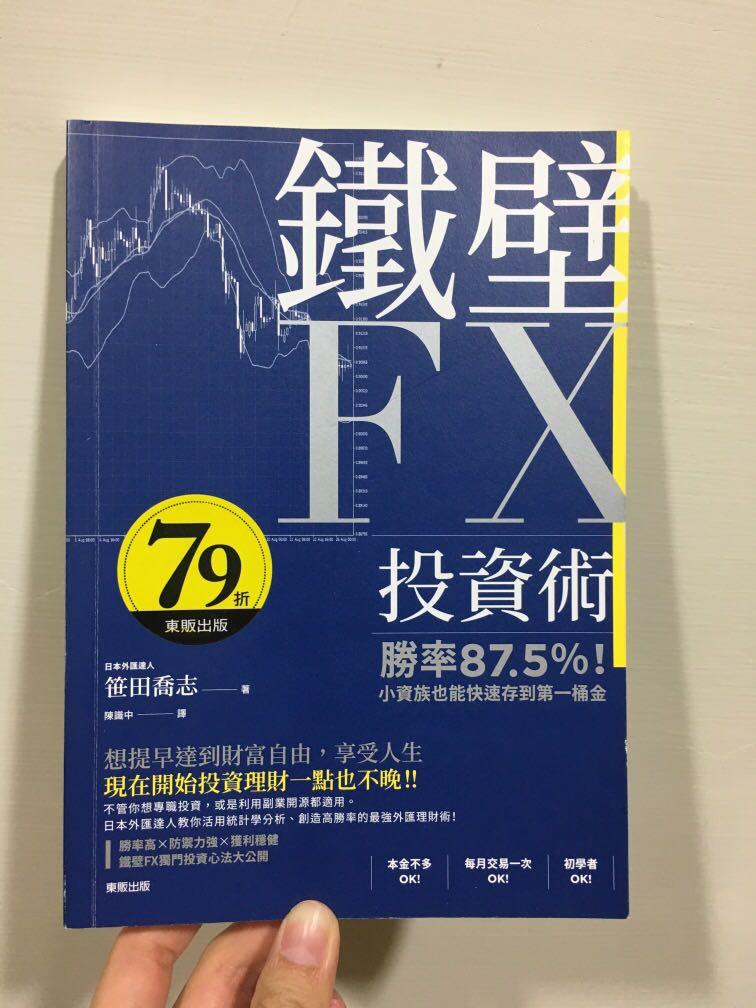 鐵壁
FX
投資術
勝率87.5%!
小資族也能快速存到第一桶金
79折
東販出版
日本外匯達人
笹田喬志 著
陳識中 譯
想提早達到財富自由，享受人生
現在開始投資理財一點也不晚!!
不管你想專職投資，或是利用副業開源都適用。
日本外匯達人教你活用統計學分析、創造高勝率的最強外匯理財術！
勝率高×防禦力強×獲利穩健
鐵壁FX獨門投資心法大公開
本金不多
OK!
每月交易一次
OK!
初學者
OK!
東販出版